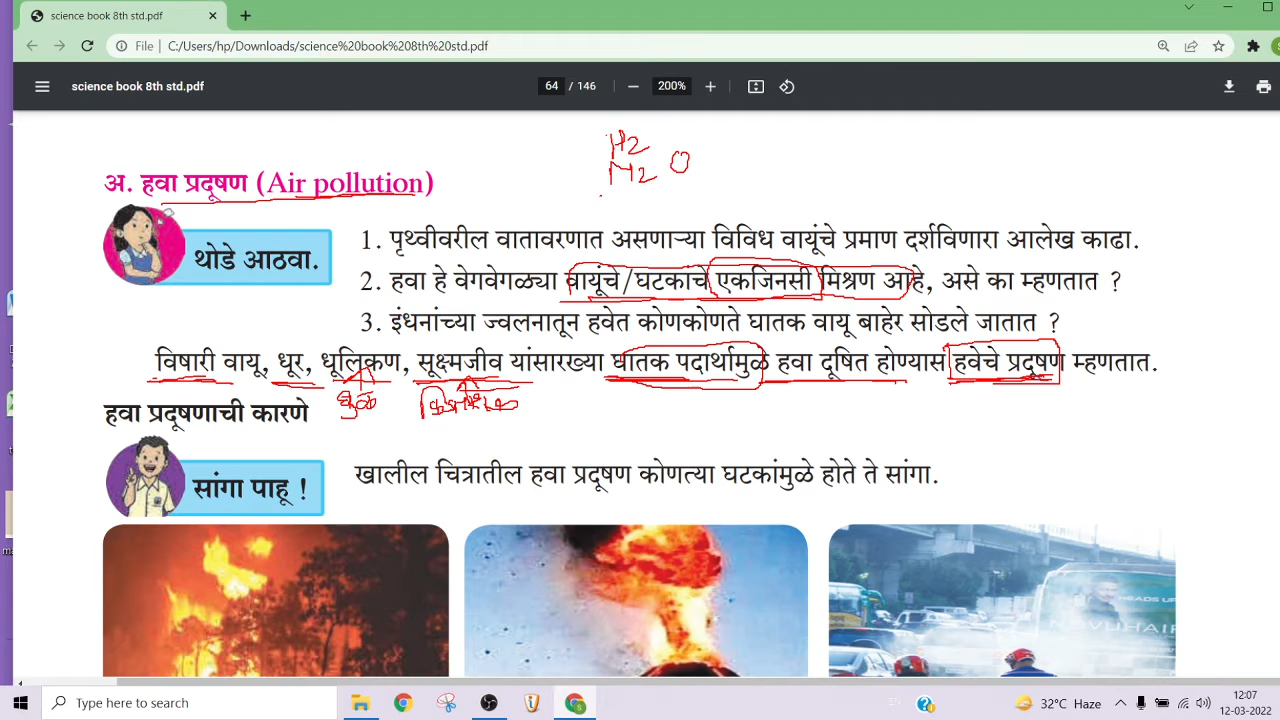 science book 8th std.pdf
File | C:/Users/hp/Downloads/science%20book%208th%20std.pdf
science book 8th std.pdf 64 / 146 200%
H2
N2 O
अ. हवा प्रदूषण (Air pollution)
थोडे आठवा.
1. पृथ्वीवरील वातावरणात असणाऱ्या विविध वायूंचे प्रमाण दर्शविणारा आलेख काढा.
2. हवा हे वेगवेगळ्या वायूंचे/घटकाचे एकजिनसी मिश्रण आहे, असे का म्हणतात ?
3. इंधनांच्या ज्वलनातून हवेत कोणकोणते घातक वायू बाहेर सोडले जातात ?
विषारी वायू, धूर, धूलिकण, सूक्ष्मजीव यांसारख्या घातक पदार्थामुळे हवा दूषित होण्यास हवेचे प्रदूषण म्हणतात.
हवा प्रदूषणाची कारणे
सांगा पाहू !
खालील चित्रातील हवा प्रदूषण कोणत्या घटकांमुळे होते ते सांगा.
HEADS UP
Type here to search
32°C Haze
12:07
12-03-2022